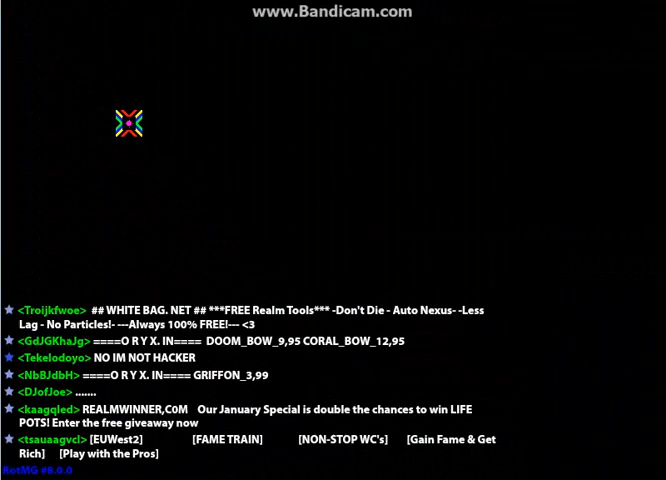 www.Bandicam.com
<Troijkfwoe> ## WHITE BAG. NET ## ***FREE Realm Tools*** -Don't Die - Auto Nexus- -Less
Lag - No Particles!- ---Always 100% FREE!--- <3
<GdJGKhaJg> ====O R Y X. IN==== DOOM_BOW_9,95 CORAL_BOW_12,95
<Tekelodoyo> NO IM NOT HACKER
<NbBJdbH> ====O R Y X. IN==== GRIFFON_3,99
<DJofJoe> .......
<kaagqled> REALMWINNER,C0M Our January Special is double the chances to win LIFE
POTS! Enter the free giveaway now
<tsauaagvcl> [EUWest2] [FAME TRAIN] [NON-STOP WC's] [Gain Fame & Get
Rich] [Play with the Pros]
RotMG #8.0.0